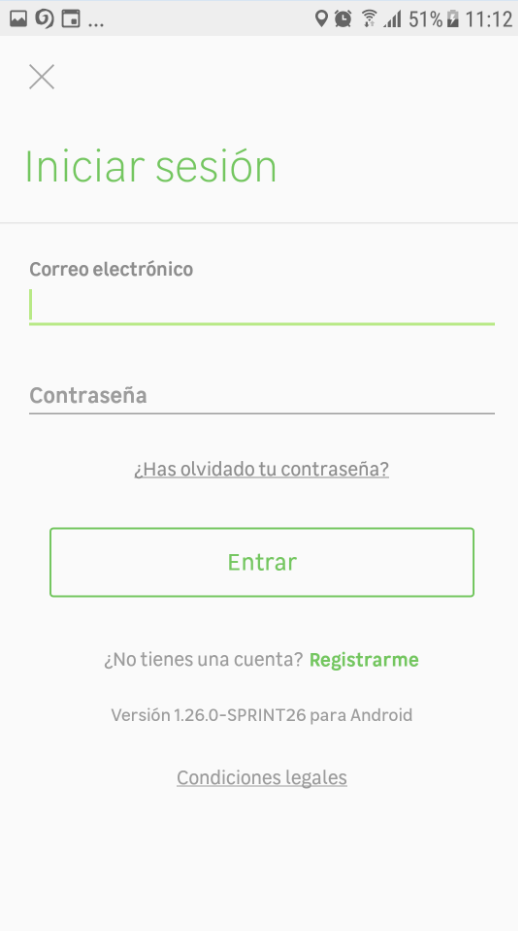 ... 51% 11:12
Iniciar sesión
Correo electrónico
Contraseña
¿Has olvidado tu contraseña?
Entrar
¿No tienes una cuenta? Registrarme
Versión 1.26.0-SPRINT26 para Android
Condiciones legales